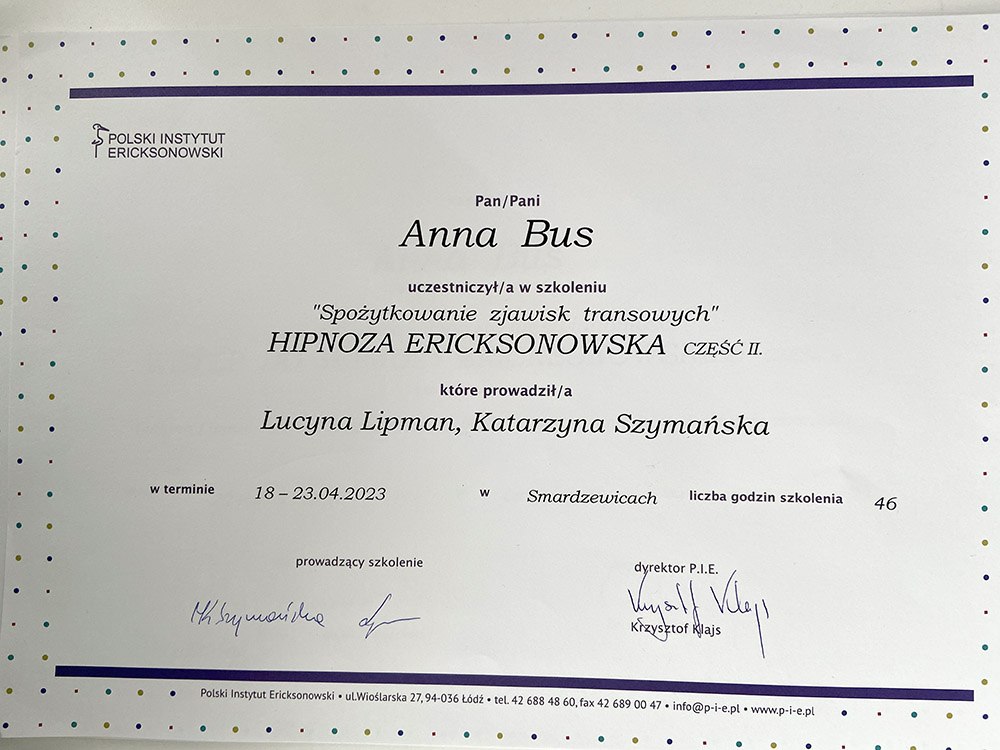 POLSKI INSTYTUT
ERICKSONOWSKI
Pan/Pani
Anna Bus
uczestniczył/a w szkoleniu
"Spożytkowanie zjawisk transowych"
HIPNOZA ERICKSONOWSKA CZĘŚĆ II.
które prowadził/a
Lucyna Lipman, Katarzyna Szymańska
w terminie 18 – 23.04.2023 w Smardzewicach liczba godzin szkolenia 46
prowadzący szkolenie
dyrektor P.I.E.
Krzysztof Klajs
Polski Instytut Ericksonowski • ul.Wioślarska 27, 94-036 Łódź • tel. 42 688 48 60, fax 42 689 00 47 • info@p-i-e.pl • www.p-i-e.pl